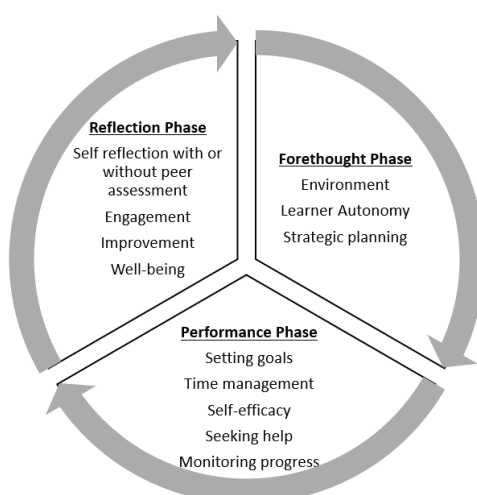 Reflection Phase
Self reflection with or
without peer
assessment
Engagement
Improvement
Well-being
Forethought Phase
Environment
Learner Autonomy
Strategic planning
Performance Phase
Setting goals
Time management
Self-efficacy
Seeking help
Monitoring progress